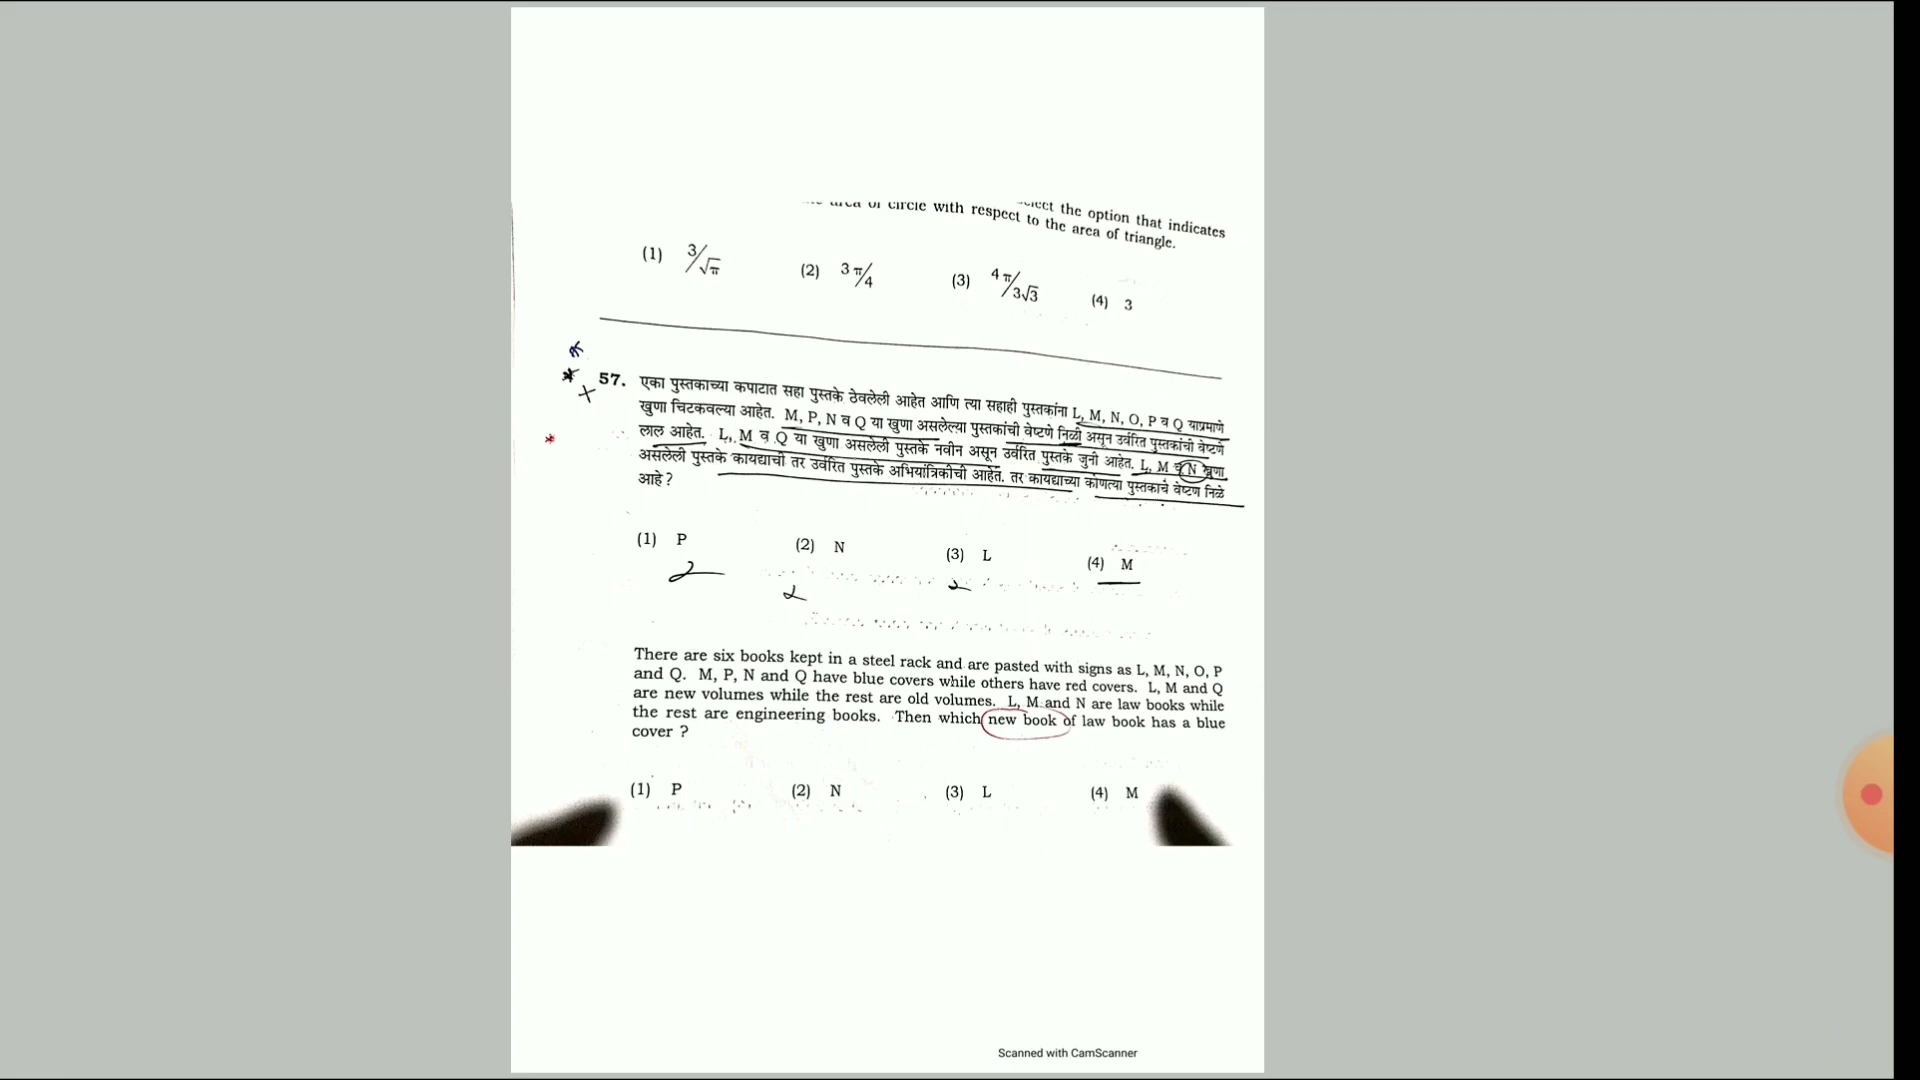 the option that indicates
area of circle with respect to the area of triangle.
(1) 3/√π (2) 3π/4 (3) 4π/3√3 (4) 3
57. एका पुस्तकाच्या कपाटात सहा पुस्तके ठेवलेली आहेत आणि त्या सहाही पुस्तकांना L, M, N, O, P व Q याप्रमाणे
खुणा चिटकवल्या आहेत. M, P, N व Q या खुणा असलेल्या पुस्तकांची वेष्टणे निळी असून उर्वरित पुस्तकांची वेष्टणे
लाल आहेत. L, M व Q या खुणा असलेली पुस्तके नवीन असून उर्वरित पुस्तके जुनी आहेत. L, M व N खुणा
असलेली पुस्तके कायद्याची तर उर्वरित पुस्तके अभियांत्रिकीची आहेत. तर कायद्याच्या कोणत्या पुस्तकाचे वेष्टण निळे
आहे ?
(1) P (2) N (3) L (4) M
There are six books kept in a steel rack and are pasted with signs as L, M, N, O, P
and Q. M, P, N and Q have blue covers while others have red covers. L, M and Q
are new volumes while the rest are old volumes. L, M and N are law books while
the rest are engineering books. Then which new book of law book has a blue
cover ?
(1) P (2) N (3) L (4) M
Scanned with CamScanner